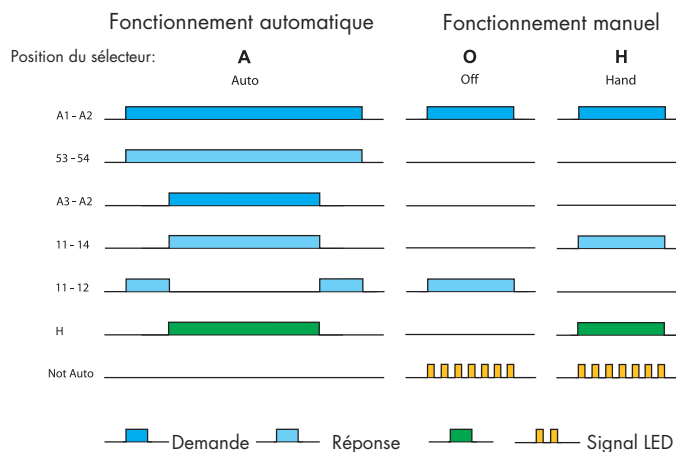 Fonctionnement automatique Fonctionnement manuel
Position du sélecteur: A O H
Auto Off Hand
A1 - A2
53 - 54
A3 - A2
11 - 14
11 - 12
H
Not Auto
Demande Réponse Signal LED